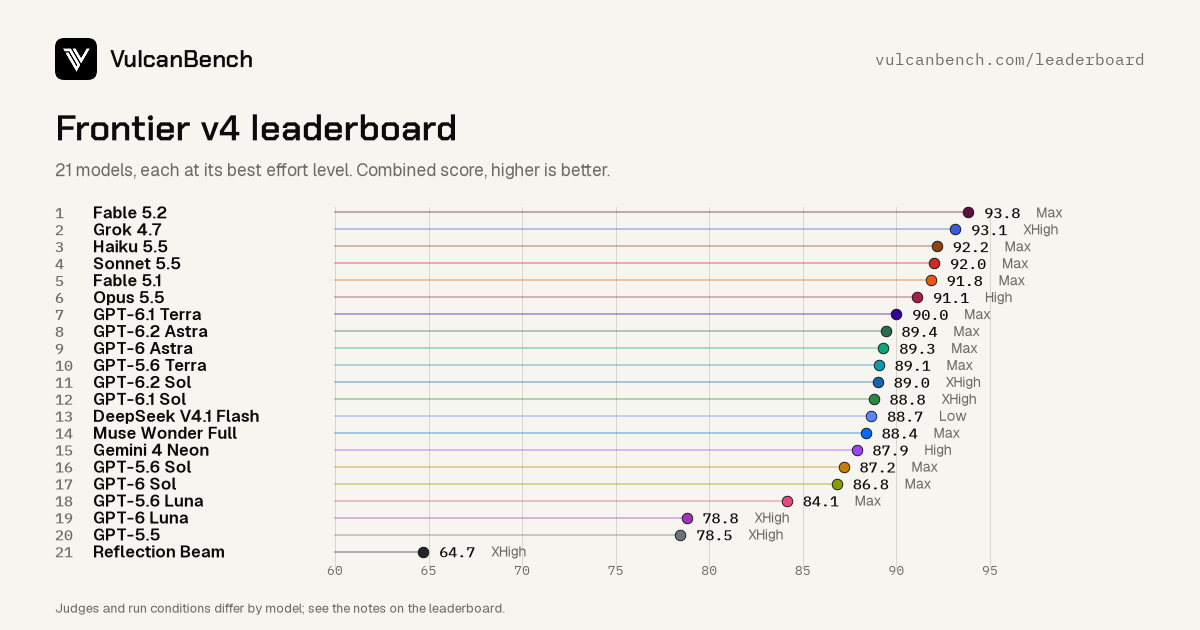 VulcanBench
vulcanbench.com/leaderboard
Frontier v4 leaderboard
21 models, each at its best effort level. Combined score, higher is better.
1 Fable 5.2 93.8 Max
2 Grok 4.7 93.1 XHigh
3 Haiku 5.5 92.2 Max
4 Sonnet 5.5 92.0 Max
5 Fable 5.1 91.8 Max
6 Opus 5.5 91.1 High
7 GPT-6.1 Terra 90.0 Max
8 GPT-6.2 Astra 89.4 Max
9 GPT-6 Astra 89.3 Max
10 GPT-5.6 Terra 89.1 Max
11 GPT-6.2 Sol 89.0 XHigh
12 GPT-6.1 Sol 88.8 XHigh
13 DeepSeek V4.1 Flash 88.7 Low
14 Muse Wonder Full 88.4 Max
15 Gemini 4 Neon 87.9 High
16 GPT-5.6 Sol 87.2 Max
17 GPT-6 Sol 86.8 Max
18 GPT-5.6 Luna 84.1 Max
19 GPT-6 Luna 78.8 XHigh
20 GPT-5.5 78.5 XHigh
21 Reflection Beam 64.7 XHigh
60 65 70 75 80 85 90 95
Judges and run conditions differ by model; see the notes on the leaderboard.